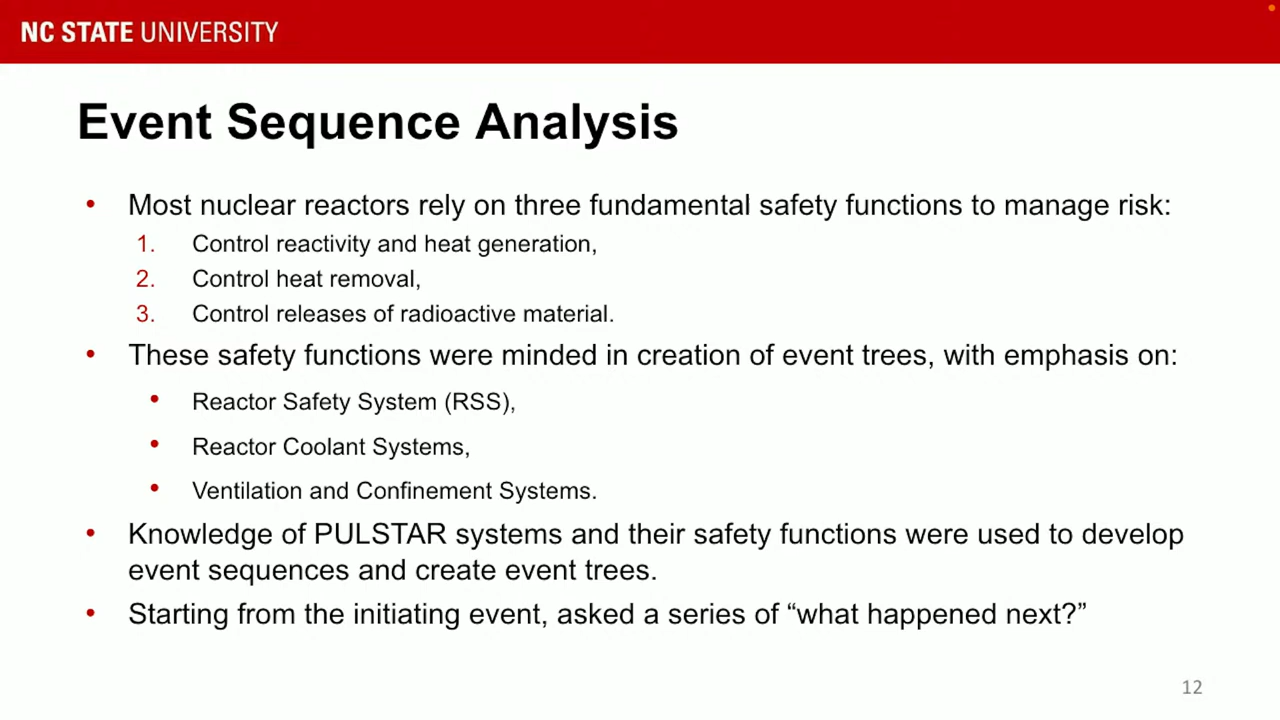 NC STATE UNIVERSITY
Event Sequence Analysis
• Most nuclear reactors rely on three fundamental safety functions to manage risk:
1. Control reactivity and heat generation,
2. Control heat removal,
3. Control releases of radioactive material.
• These safety functions were minded in creation of event trees, with emphasis on:
• Reactor Safety System (RSS),
• Reactor Coolant Systems,
• Ventilation and Confinement Systems.
• Knowledge of PULSTAR systems and their safety functions were used to develop
event sequences and create event trees.
• Starting from the initiating event, asked a series of “what happened next?”
12